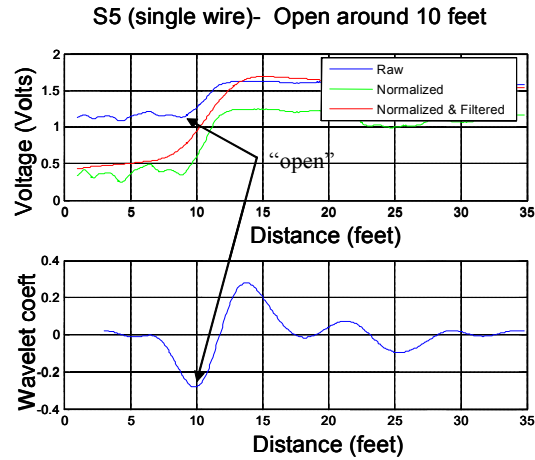 S5 (single wire)- Open around 10 feet
Voltage (Volts)
2
1.5
1
0.5
0
Raw
Normalized
Normalized & Filtered
“open”
0 5 10 15 20 25 30 35
Distance (feet)
Wavelet coeft
0.4
0.2
0
-0.2
-0.4
0 5 10 15 20 25 30 35
Distance (feet)